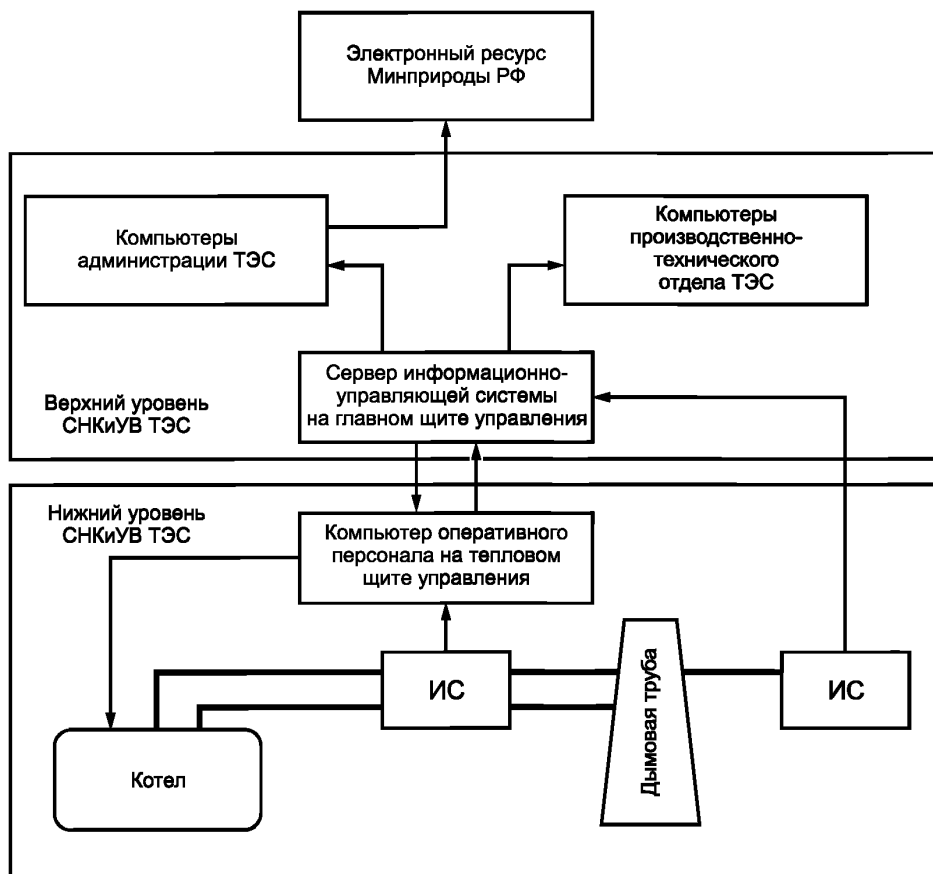 Электронный ресурс
Минприроды РФ
Компьютеры
администрации ТЭС
Компьютеры
производственно-
технического
отдела ТЭС
Сервер информационно-
управляющей системы
на главном щите управления
Верхний уровень
СНКиУВ ТЭС
Нижний уровень
СНКиУВ ТЭС
Компьютер оперативного
персонала на тепловом
щите управления
ИС
Дымовая труба
ИС
Котел